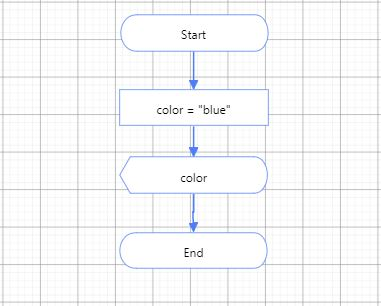 Start
color = "blue"
color
End